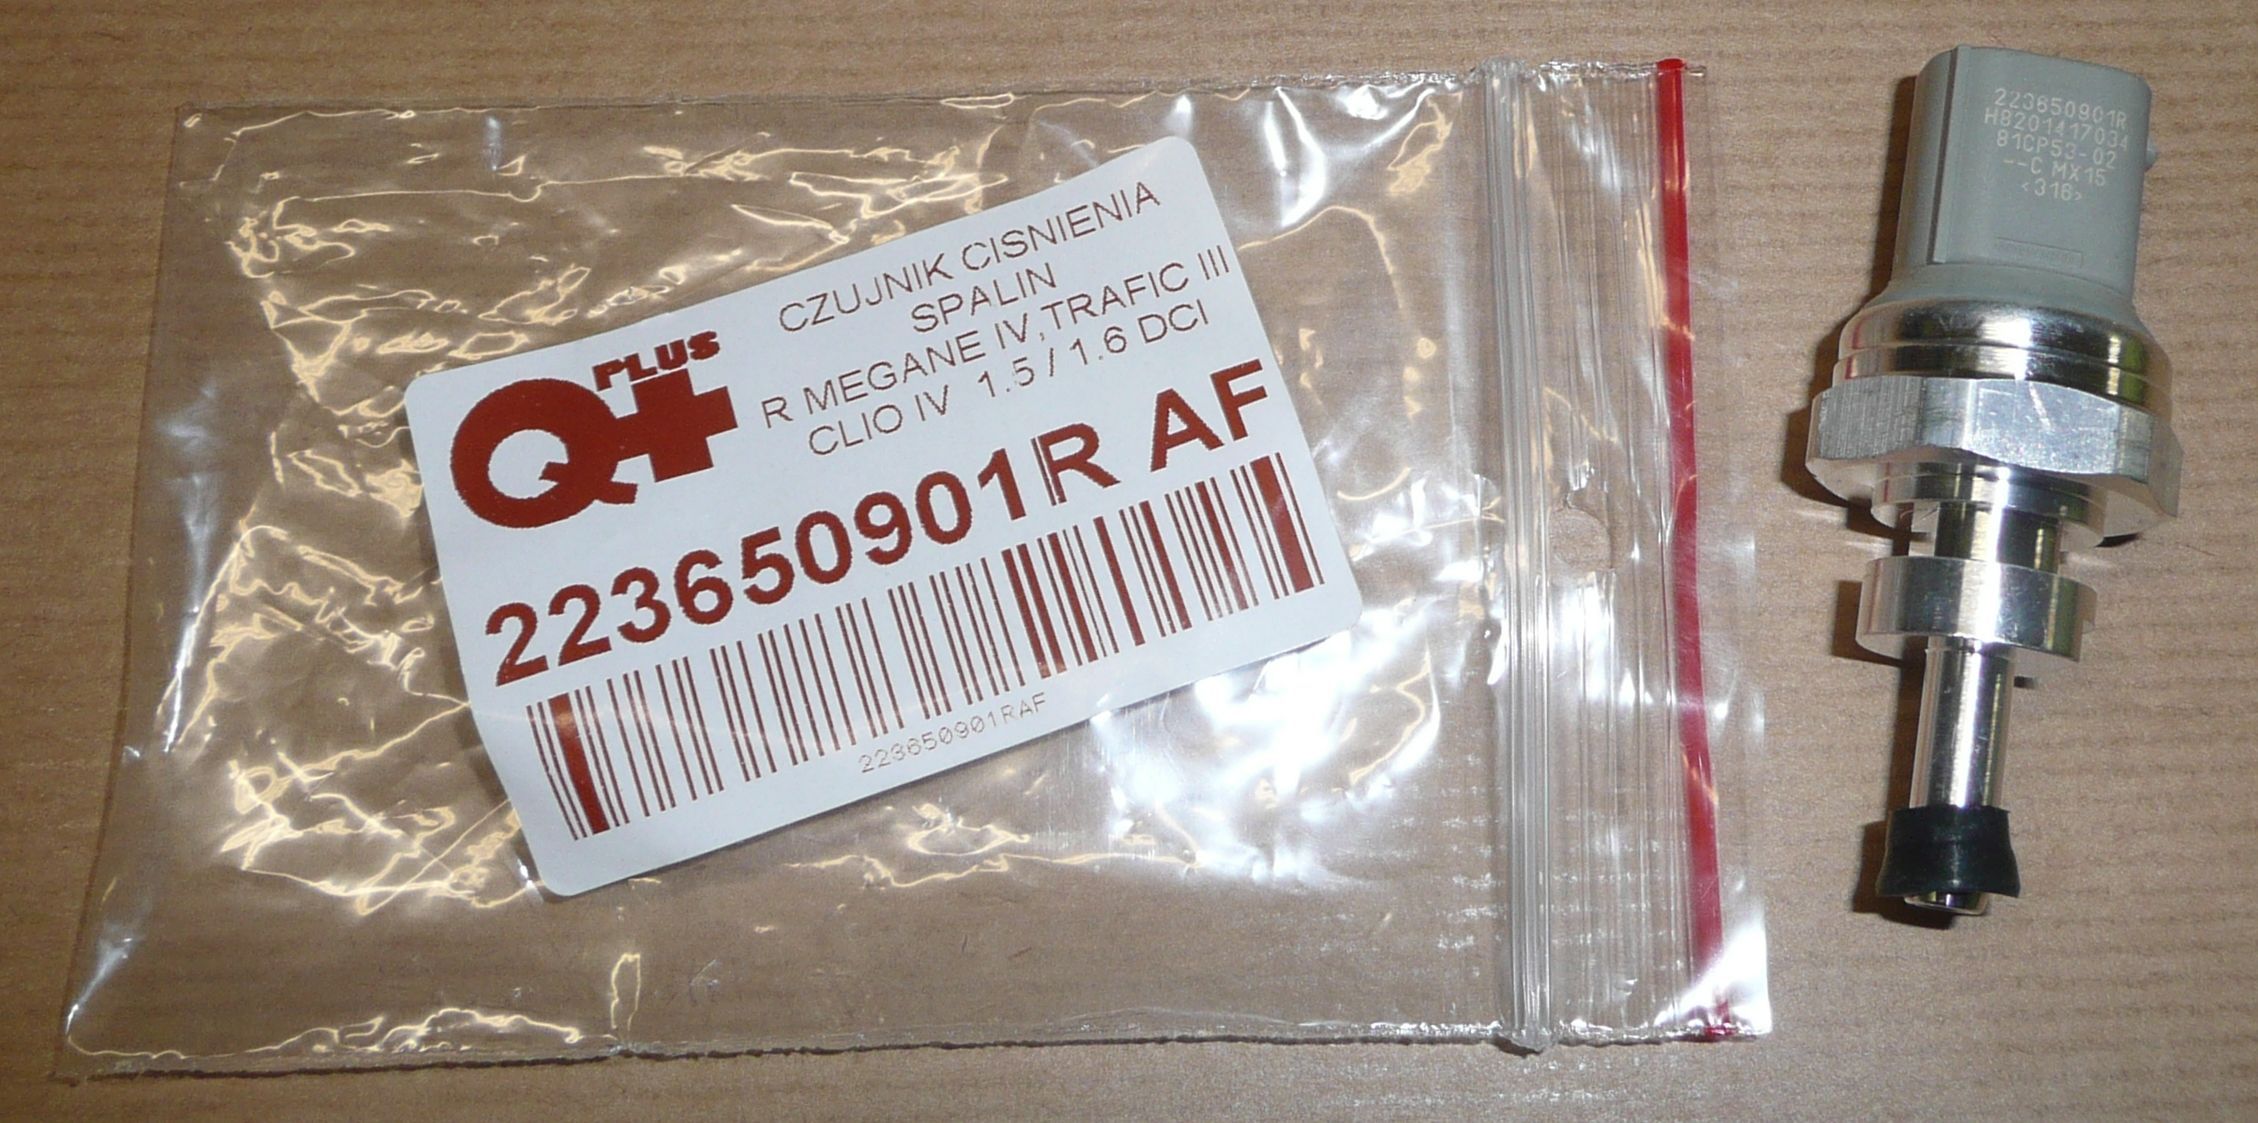 Q PLUS
CZUJNIK CISNIENIA
SPALIN
R MEGANE IV, TRAFIC III
CLIO IV 1.5 / 1.6 DCI
223650901R AF
223650901RAF
223650901R
H8201417034
81CP53-02
--C MX15
<316>